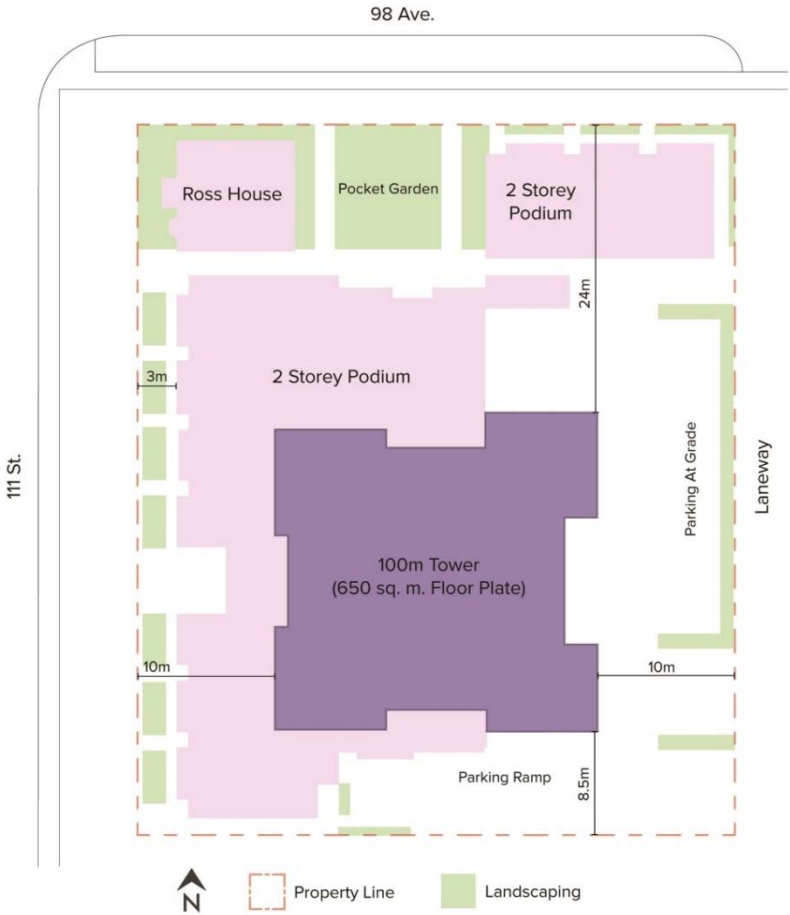 98 Ave.
Ross House
Pocket Garden
2 Storey
Podium
24m
3m
2 Storey Podium
111 St.
Parking At Grade
Laneway
100m Tower
(650 sq. m. Floor Plate)
10m
10m
Parking Ramp
8.5m
N
Property Line
Landscaping